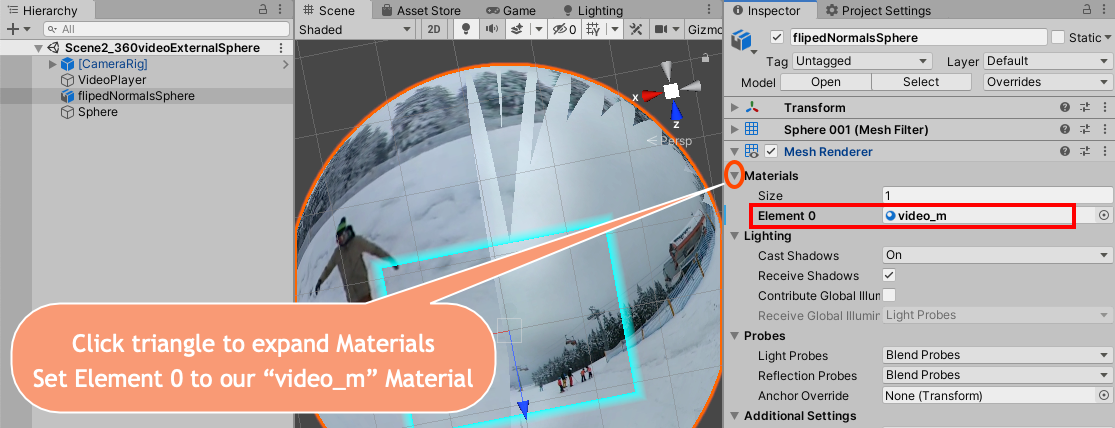 Hierarchy
All
Scene2_360videoExternalSphere
[CameraRig]
VideoPlayer
flipedNormalsSphere
Sphere
Scene
Asset Store
Game
Lighting
Shaded
2D
0
Gizmo
x
z
Persp
Click triangle to expand Materials
Set Element 0 to our “video_m” Material
Inspector
Project Settings
flipedNormalsSphere
Static
Tag Untagged
Layer Default
Model Open Select Overrides
Transform
Sphere 001 (Mesh Filter)
Mesh Renderer
Materials
Size 1
Element 0 video_m
Lighting
Cast Shadows On
Receive Shadows
Contribute Global Illum
Receive Global Illumin Light Probes
Probes
Light Probes Blend Probes
Reflection Probes Blend Probes
Anchor Override None (Transform)
Additional Settings